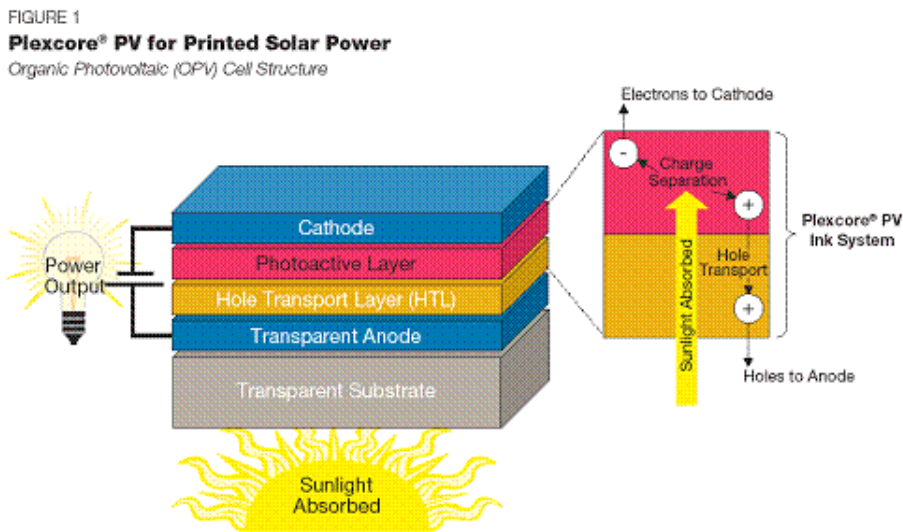 FIGURE 1
Plexcore® PV for Printed Solar Power
Organic Photovoltaic (OPV) Cell Structure
Electrons to Cathode
-
Charge
Separation
+
Plexcore® PV
Ink System
Hole
Transport
+
Sunlight Absorbed
Holes to Anode
Cathode
Photoactive Layer
Hole Transport Layer (HTL)
Transparent Anode
Transparent Substrate
Power
Output
Sunlight
Absorbed